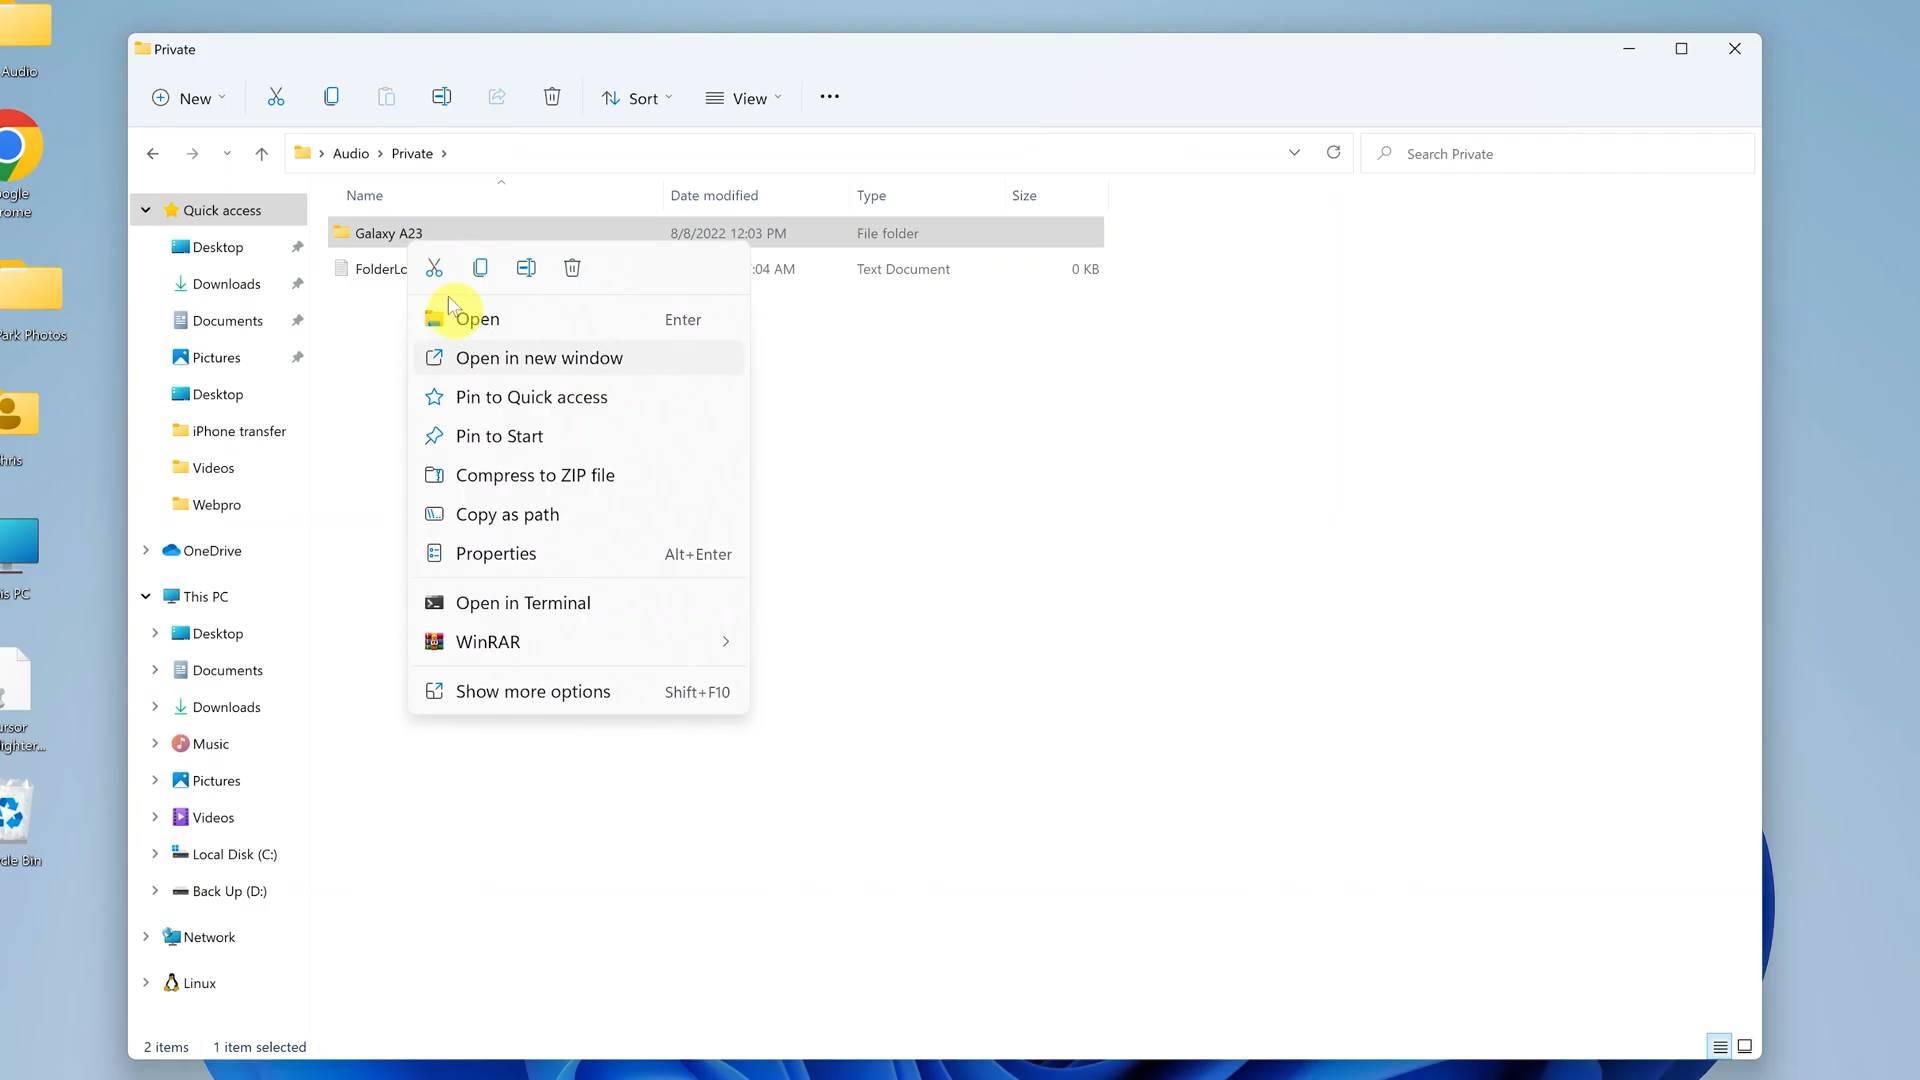 Private
New
Sort
View
Audio
Private
Search Private
Name
Date modified
Type
Size
Galaxy A23
8/8/2022 12:03 PM
File folder
FolderLo
:04 AM
Text Document
0 KB
Open
Enter
Open in new window
Pin to Quick access
Pin to Start
Compress to ZIP file
Copy as path
Properties
Alt+Enter
Open in Terminal
WinRAR
Show more options
Shift+F10
Quick access
Desktop
Downloads
Documents
Pictures
Desktop
iPhone transfer
Videos
Webpro
OneDrive
This PC
Desktop
Documents
Downloads
Music
Pictures
Videos
Local Disk (C:)
Back Up (D:)
Network
Linux
2 items
1 item selected
Audio
ogle
rome
Park Photos
hris
is PC
ursor
lighter...
cle Bin